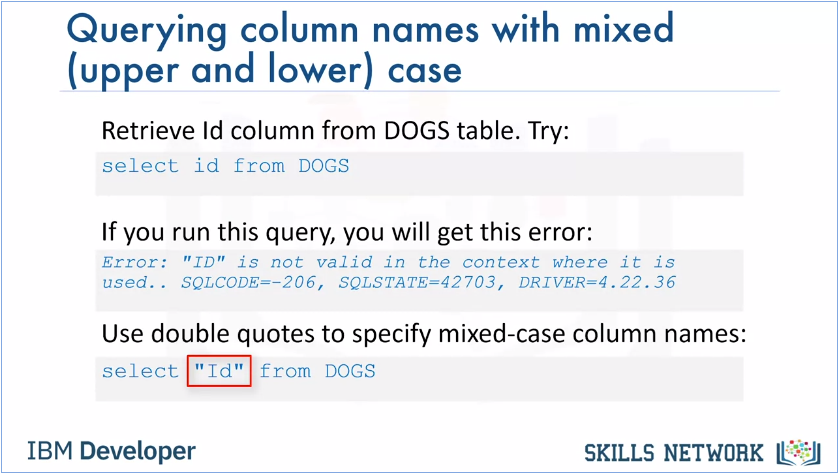 Querying column names with mixed
(upper and lower) case
Retrieve Id column from DOGS table. Try:
select id from DOGS
If you run this query, you will get this error:
Error: "ID" is not valid in the context where it is
used.. SQLCODE=-206, SQLSTATE=42703, DRIVER=4.22.36
Use double quotes to specify mixed-case column names:
select "Id" from DOGS
IBM Developer
SKILLS NETWORK